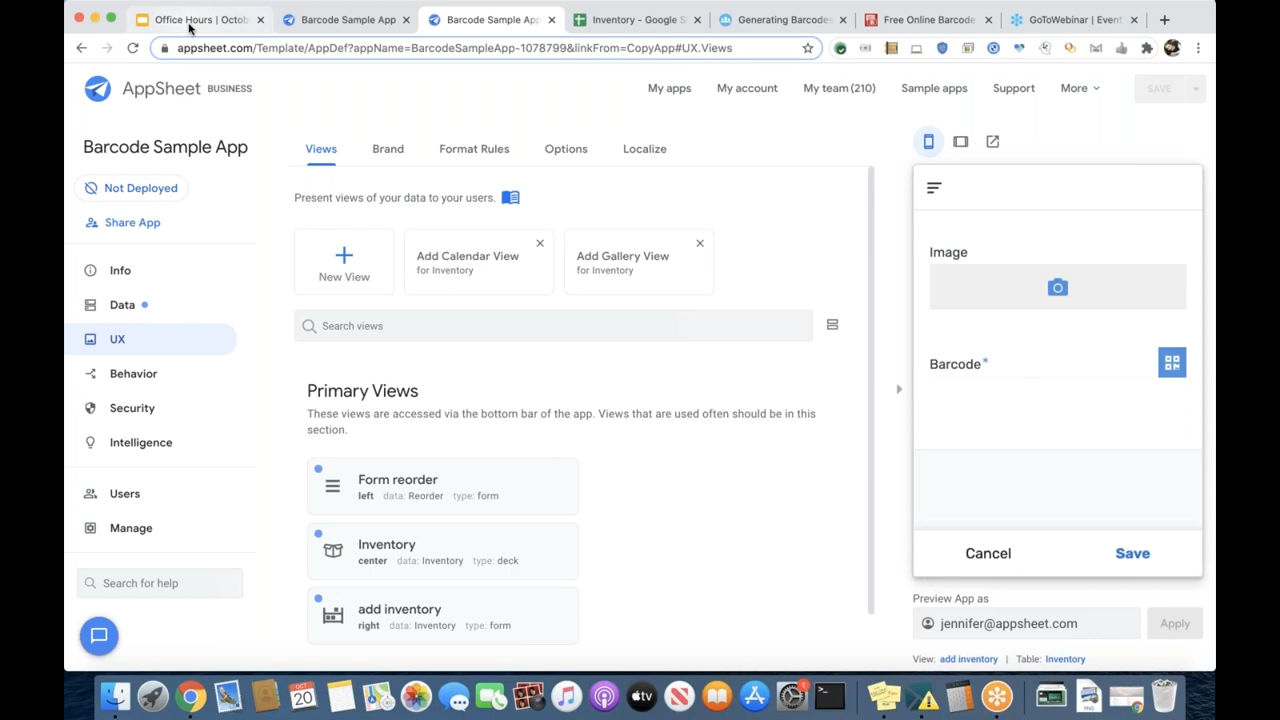 Office Hours | Octob
Barcode Sample App
Barcode Sample App
Inventory - Google S
Generating Barcodes
Free Online Barcode
GoToWebinar | Event
appsheet.com/Template/AppDef?appName=BarcodeSampleApp-1078799&linkFrom=CopyApp#UX.Views
AppSheet BUSINESS
My apps
My account
My team (210)
Sample apps
Support
More
SAVE
Barcode Sample App
Not Deployed
Share App
Info
Data
UX
Behavior
Security
Intelligence
Users
Manage
Search for help
Views
Brand
Format Rules
Options
Localize
Present views of your data to your users.
New View
Add Calendar View
for Inventory
Add Gallery View
for Inventory
Search views
Primary Views
These views are accessed via the bottom bar of the app. Views that are used often should be in this
section.
Form reorder
left data: Reorder type: form
Inventory
center data: Inventory type: deck
add inventory
right data: Inventory type: form
Image
Barcode*
Cancel
Save
Preview App as
jennifer@appsheet.com
Apply
View: add inventory | Table: Inventory
OCT
20
tv
1